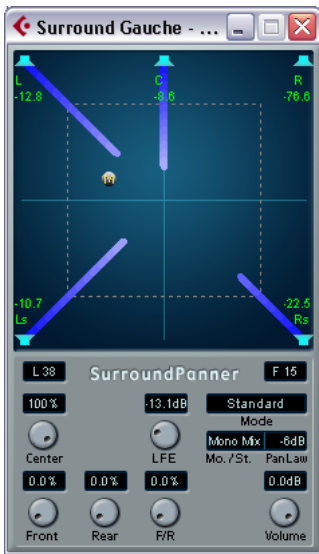 Surround Gauche - ...
L C R
-12.8 -8.6 -76.6
-10.7 -22.5
Ls Rs
L 38 SurroundPanner F 15
100% -13.1dB Standard
Mode
Mono Mix -6dB
Center LFE Mo./St. PanLaw
0.0% 0.0% 0.0% 0.0dB
Front Rear F/R Volume